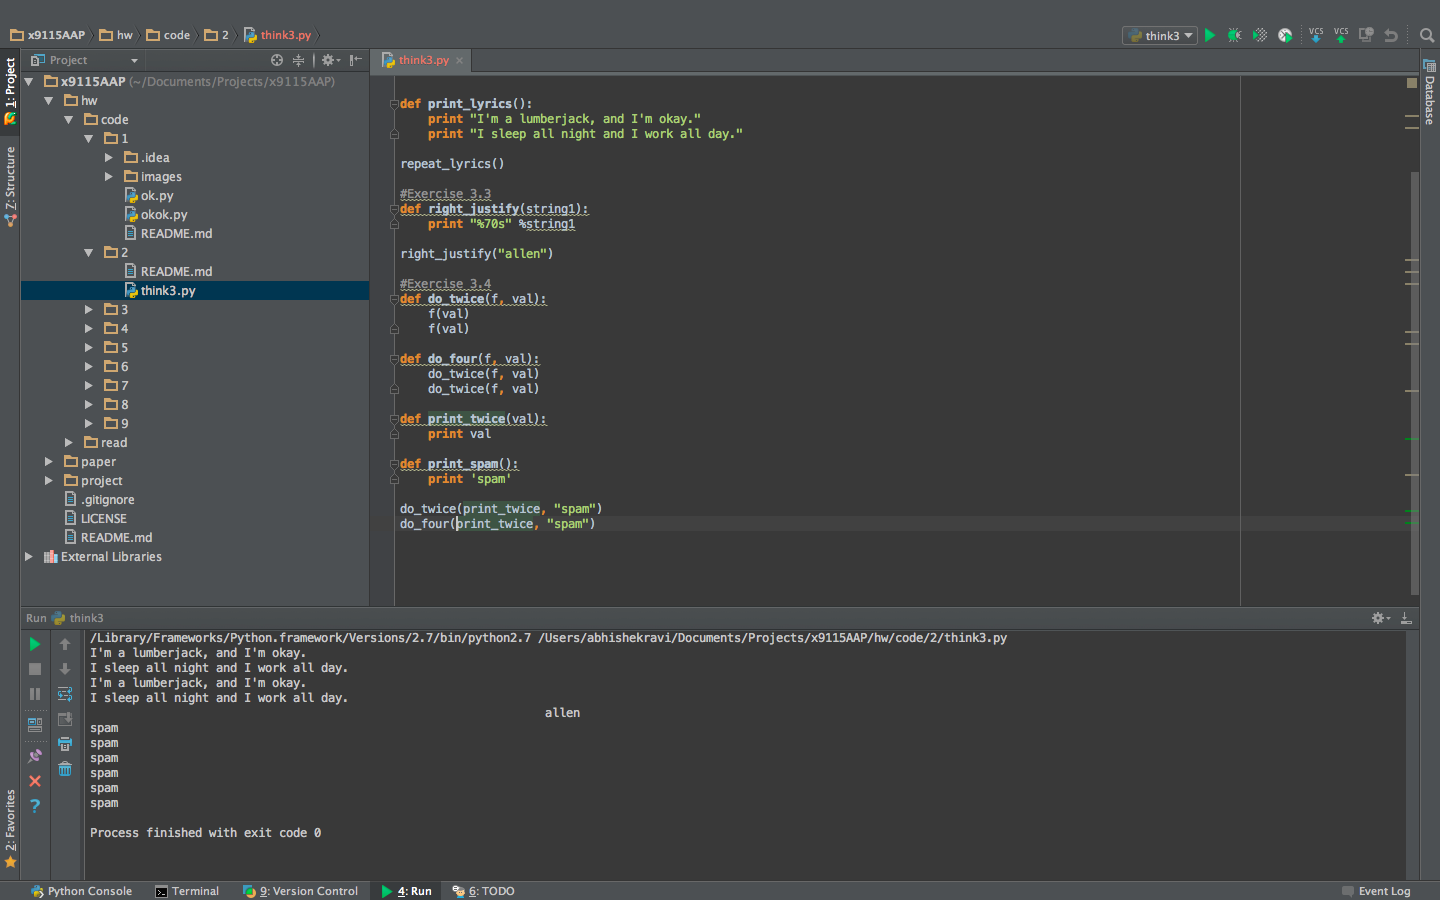 x9115AAP hw code 2 think3.py
think3
VCS VCS
1: Project
Z: Structure
2: Favorites
Project
x9115AAP (~/Documents/Projects/x9115AAP)
hw
code
1
.idea
images
ok.py
okok.py
README.md
2
README.md
think3.py
3
4
5
6
7
8
9
read
paper
project
.gitignore
LICENSE
README.md
External Libraries
think3.py
def print_lyrics():
print "I'm a lumberjack, and I'm okay."
print "I sleep all night and I work all day."
repeat_lyrics()
#Exercise 3.3
def right_justify(string1):
print "%70s" %string1
right_justify("allen")
#Exercise 3.4
def do_twice(f, val):
f(val)
f(val)
def do_four(f, val):
do_twice(f, val)
do_twice(f, val)
def print_twice(val):
print val
def print_spam():
print 'spam'
do_twice(print_twice, "spam")
do_four(print_twice, "spam")
Database
Run think3
/Library/Frameworks/Python.framework/Versions/2.7/bin/python2.7 /Users/abhishekravi/Documents/Projects/x9115AAP/hw/code/2/think3.py
I'm a lumberjack, and I'm okay.
I sleep all night and I work all day.
I'm a lumberjack, and I'm okay.
I sleep all night and I work all day.
allen
spam
spam
spam
spam
spam
spam
Process finished with exit code 0
Python Console Terminal 9: Version Control 4: Run 6: TODO Event Log